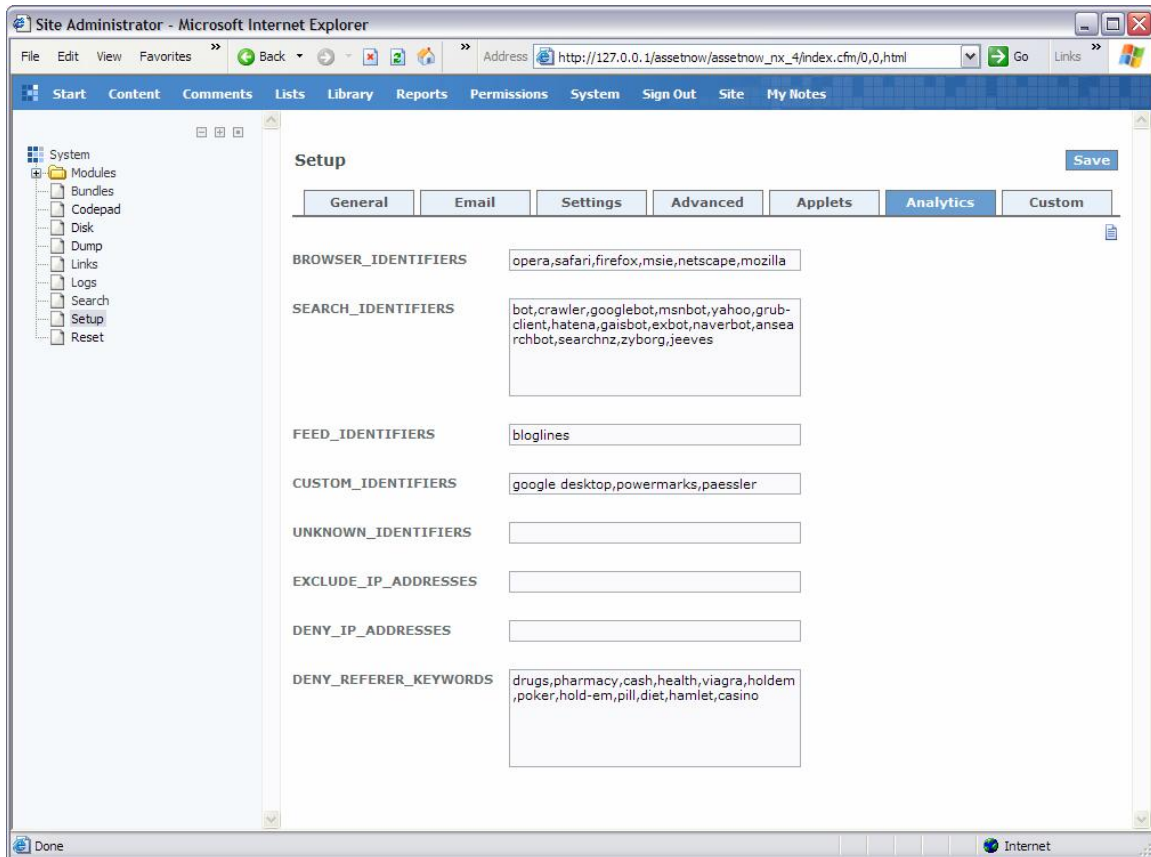 Site Administrator - Microsoft Internet Explorer
File Edit View Favorites » Back » Address http://127.0.0.1/assetnow/assetnow_nx_4/index.cfm/0,0,html Go Links »
Start Content Comments Lists Library Reports Permissions System Sign Out Site My Notes
System
Modules
Bundles
Codepad
Disk
Dump
Links
Logs
Search
Setup
Reset
Setup
Save
General Email Settings Advanced Applets Analytics Custom
BROWSER_IDENTIFIERS opera,safari,firefox,msie,netscape,mozilla
SEARCH_IDENTIFIERS bot,crawler,googlebot,msnbot,yahoo,grub-
client,hatena,gaisbot,exbot,naverbot,ansea
rchbot,searchnz,zyborg,jeeves
FEED_IDENTIFIERS bloglines
CUSTOM_IDENTIFIERS google desktop,powermarks,paessler
UNKNOWN_IDENTIFIERS
EXCLUDE_IP_ADDRESSES
DENY_IP_ADDRESSES
DENY_REFERER_KEYWORDS drugs,pharmacy,cash,health,viagra,holdem
,poker,hold-em,pill,diet,hamlet,casino
Done Internet